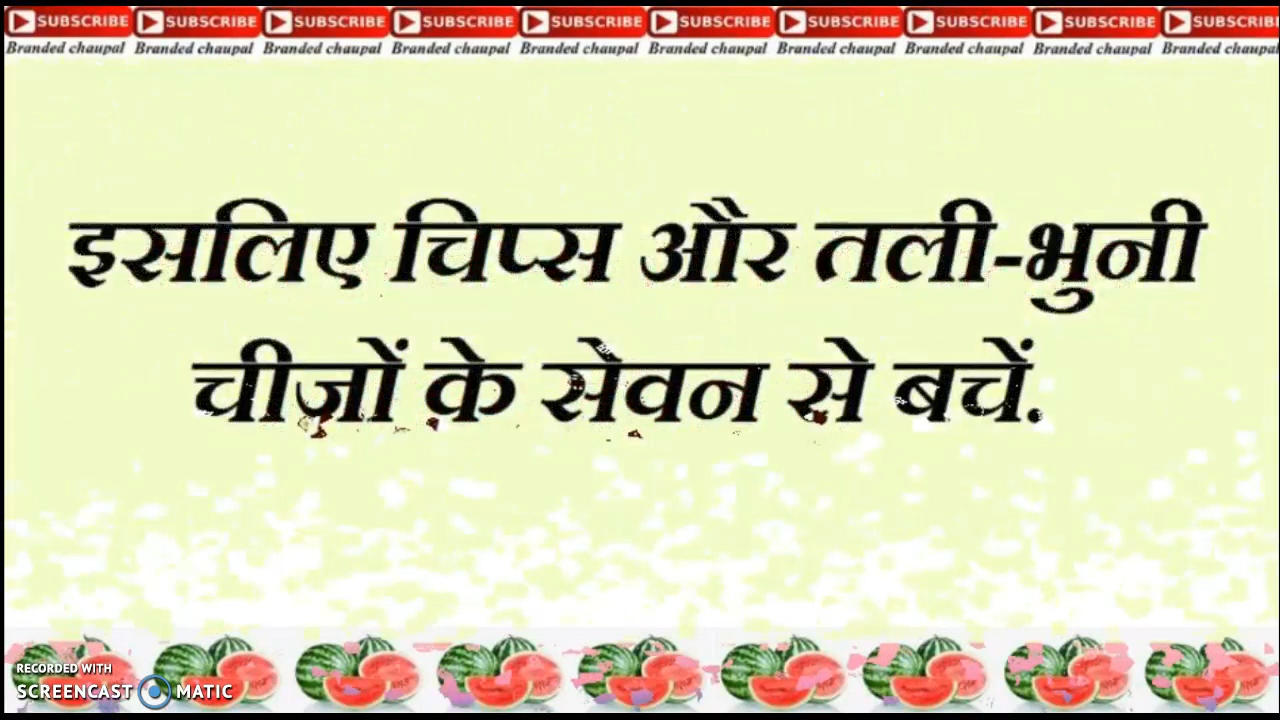 SUBSCRIBE SUBSCRIBE SUBSCRIBE SUBSCRIBE SUBSCRIBE SUBSCRIBE SUBSCRIBE SUBSCRIBE SUBSCRIBE SUBSCRIBE
Branded chaupal Branded chaupal Branded chaupal Branded chaupal Branded chaupal Branded chaupal Branded chaupal Branded chaupal Branded chaupal Branded chaupal
इसलिए चिप्स और तली-भुनी
चीज़ों के सेवन से बचें.
RECORDED WITH
SCREENCAST MATIC